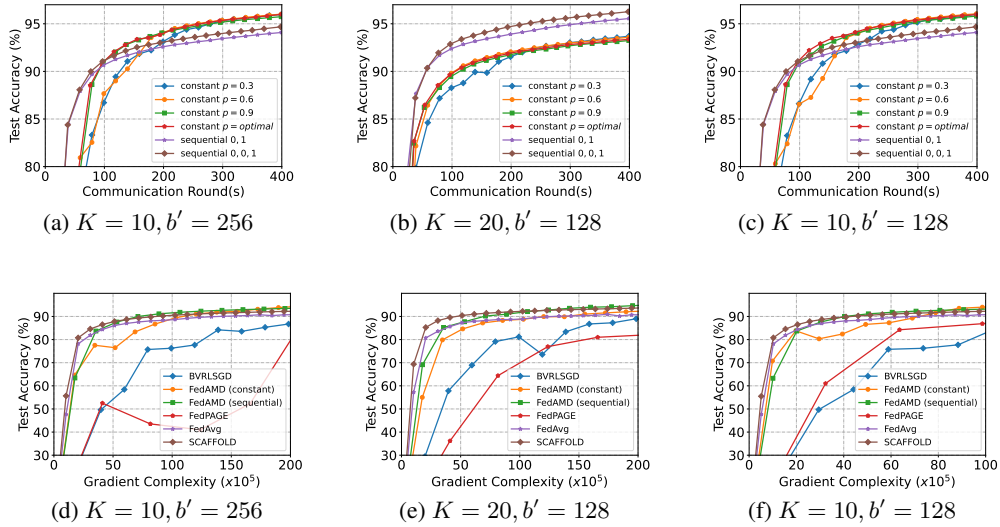 Test Accuracy (%)
95
90
85
80
0
100
200
300
400
Communication Round(s)
constant p = 0.3
constant p = 0.6
constant p = 0.9
constant p = optimal
sequential 0, 1
sequential 0, 0, 1
(a) K = 10, b′ = 256
Test Accuracy (%)
95
90
85
80
0
100
200
300
400
Communication Round(s)
constant p = 0.3
constant p = 0.6
constant p = 0.9
constant p = optimal
sequential 0, 1
sequential 0, 0, 1
(b) K = 20, b′ = 128
Test Accuracy (%)
95
90
85
80
0
100
200
300
400
Communication Round(s)
constant p = 0.3
constant p = 0.6
constant p = 0.9
constant p = optimal
sequential 0, 1
sequential 0, 0, 1
(c) K = 10, b′ = 128
Test Accuracy (%)
90
80
70
60
50
40
30
0
50
100
150
200
Gradient Complexity (x10⁵)
BVRLSGD
FedAMD (constant)
FedAMD (sequential)
FedPAGE
FedAvg
SCAFFOLD
(d) K = 10, b′ = 256
Test Accuracy (%)
90
80
70
60
50
40
30
0
50
100
150
200
Gradient Complexity (x10⁵)
BVRLSGD
FedAMD (constant)
FedAMD (sequential)
FedPAGE
FedAvg
SCAFFOLD
(e) K = 20, b′ = 128
Test Accuracy (%)
90
80
70
60
50
40
30
0
20
40
60
80
100
Gradient Complexity (x10⁵)
BVRLSGD
FedAMD (constant)
FedAMD (sequential)
FedPAGE
FedAvg
SCAFFOLD
(f) K = 10, b′ = 128